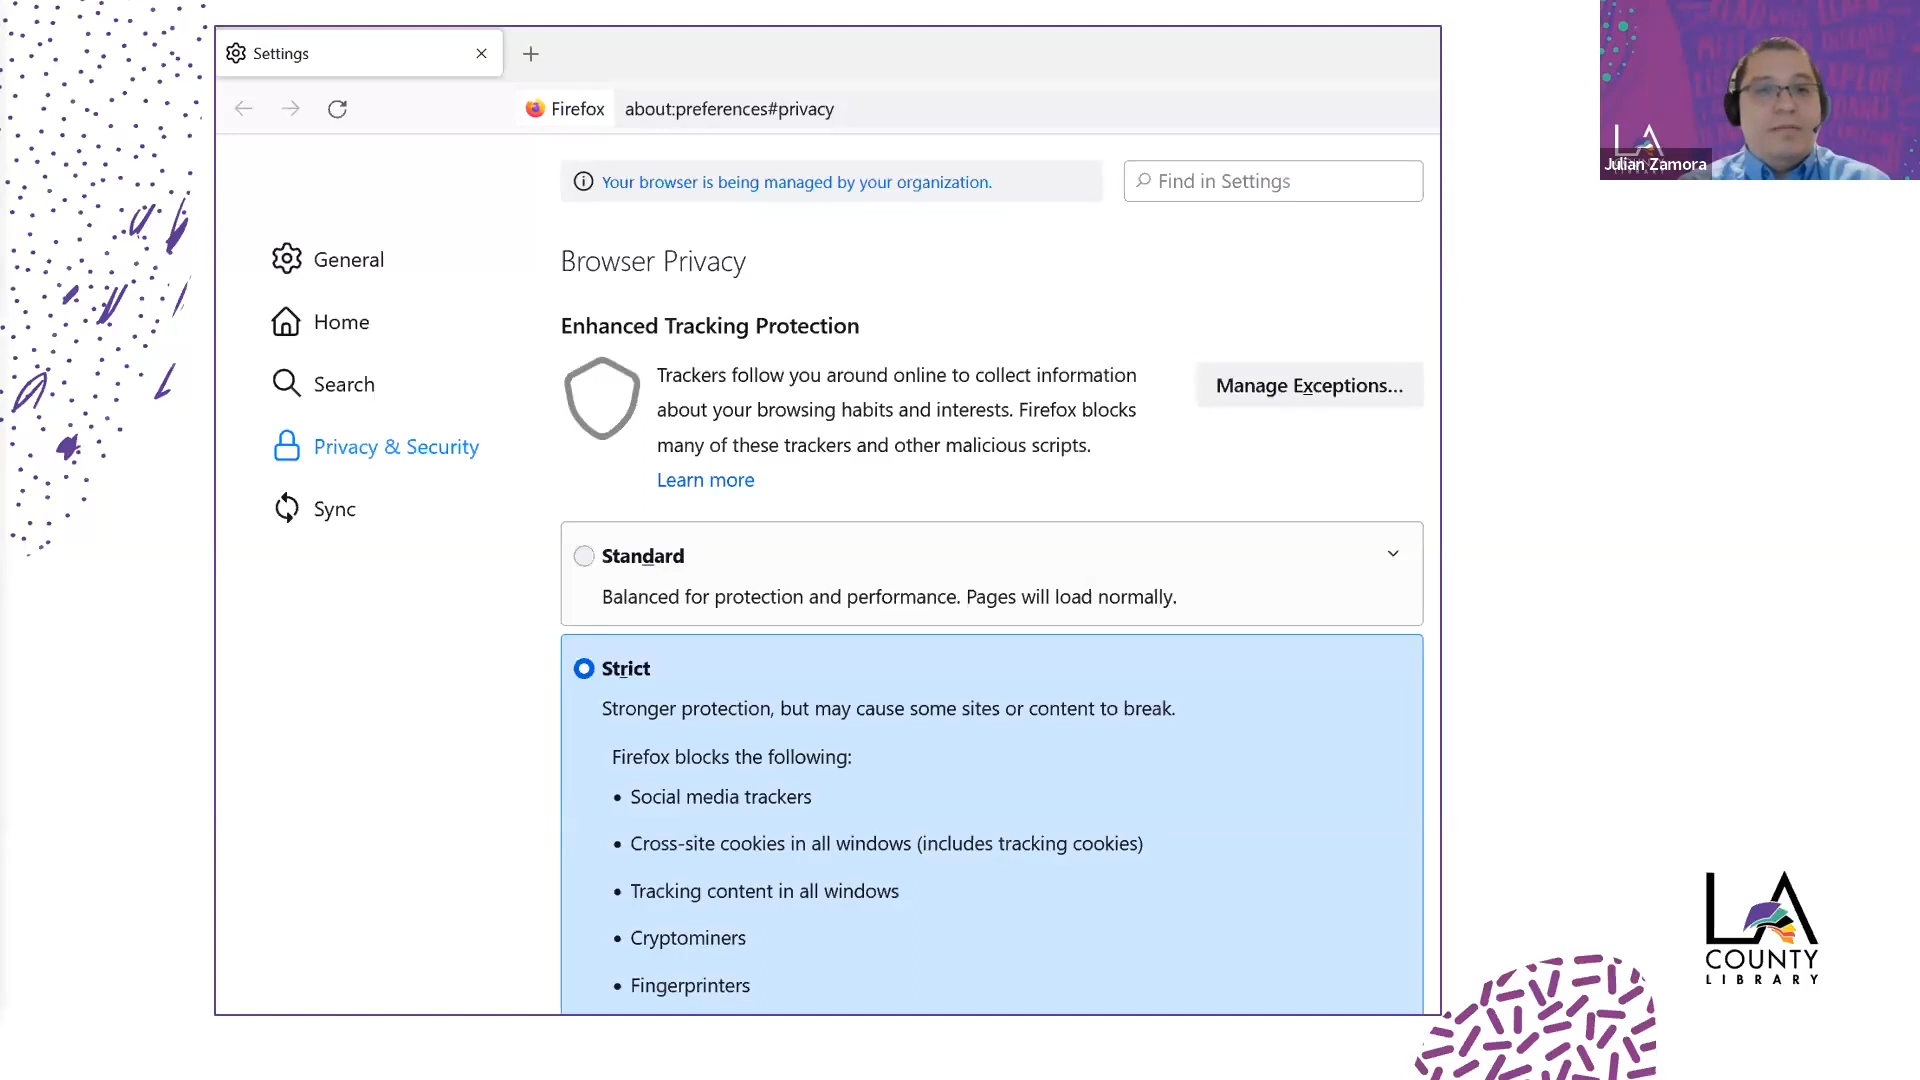 Settings
Firefox
about:preferences#privacy
Your browser is being managed by your organization.
Find in Settings
General
Home
Search
Privacy & Security
Sync
Browser Privacy
Enhanced Tracking Protection
Trackers follow you around online to collect information
about your browsing habits and interests. Firefox blocks
many of these trackers and other malicious scripts.
Learn more
Manage Exceptions...
Standard
Balanced for protection and performance. Pages will load normally.
Strict
Stronger protection, but may cause some sites or content to break.
Firefox blocks the following:
• Social media trackers
• Cross-site cookies in all windows (includes tracking cookies)
• Tracking content in all windows
• Cryptominers
• Fingerprinters
LA
Julian Zamora
LA
COUNTY
LIBRARY